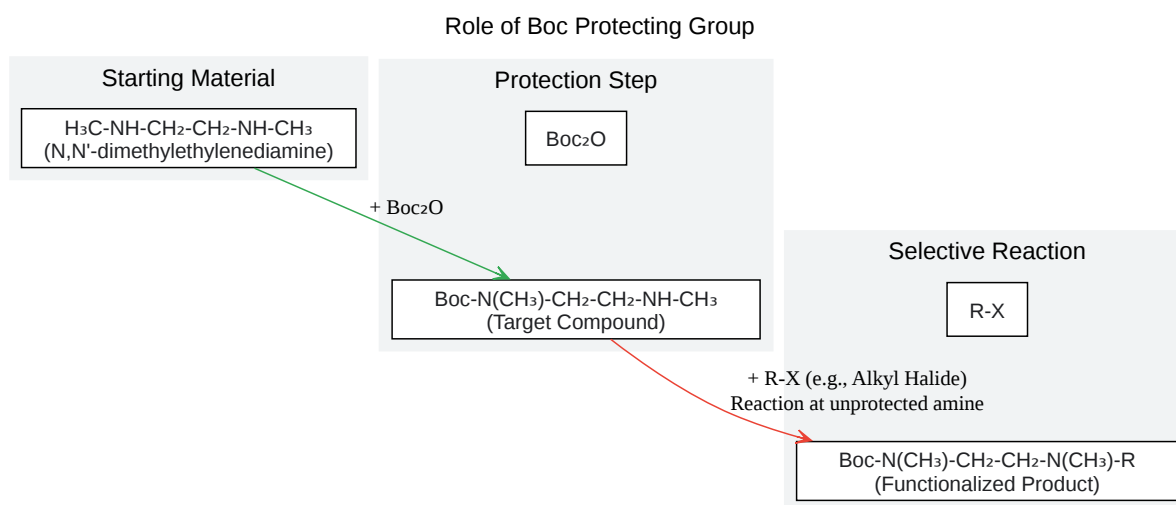 Role of Boc Protecting Group
Starting Material
H₃C-NH-CH₂-CH₂-NH-CH₃
(N,N'-dimethylethylenediamine)
Protection Step
Boc₂O
+ Boc₂O
Boc-N(CH₃)-CH₂-CH₂-NH-CH₃
(Target Compound)
Selective Reaction
R-X
+ R-X (e.g., Alkyl Halide)
Reaction at unprotected amine
Boc-N(CH₃)-CH₂-CH₂-N(CH₃)-R
(Functionalized Product)